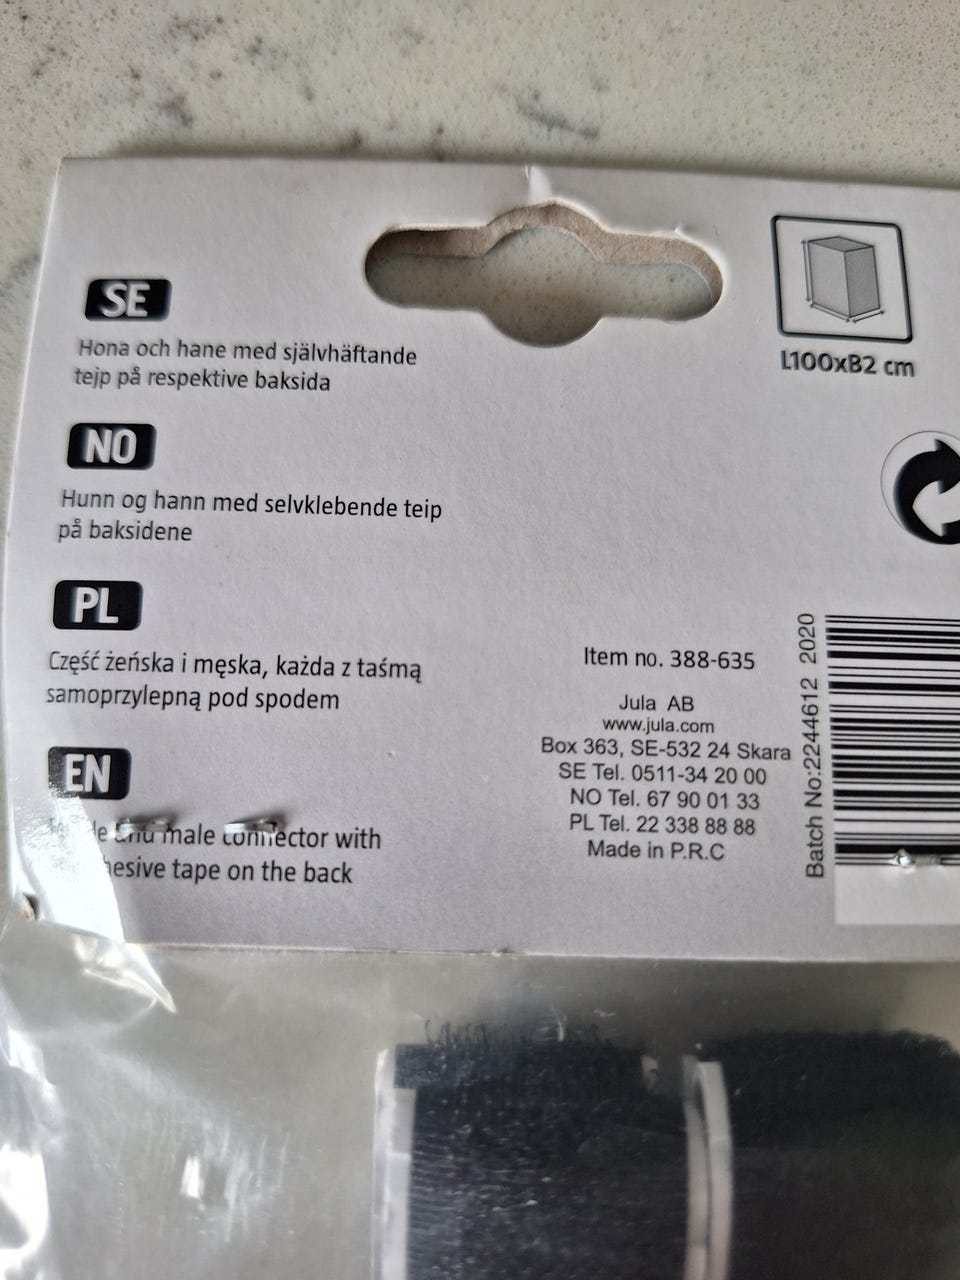 SE
Hona och hane med självhäftande
tejp på respektive baksida
NO
Hunn og hann med selvklebende teip
på baksidene
PL
Część żeńska i męska, każda z taśmą
samoprzylepną pod spodem
EN
male connector with
tape on the back
L100xB2 cm
Item no. 388-635
Jula AB
www.jula.com
Box 363, SE-532 24 Skara
SE Tel. 0511-34 20 00
NO Tel. 67 90 01 33
PL Tel. 22 338 88 88
Made in P.R.C
Batch No:2244612 2020